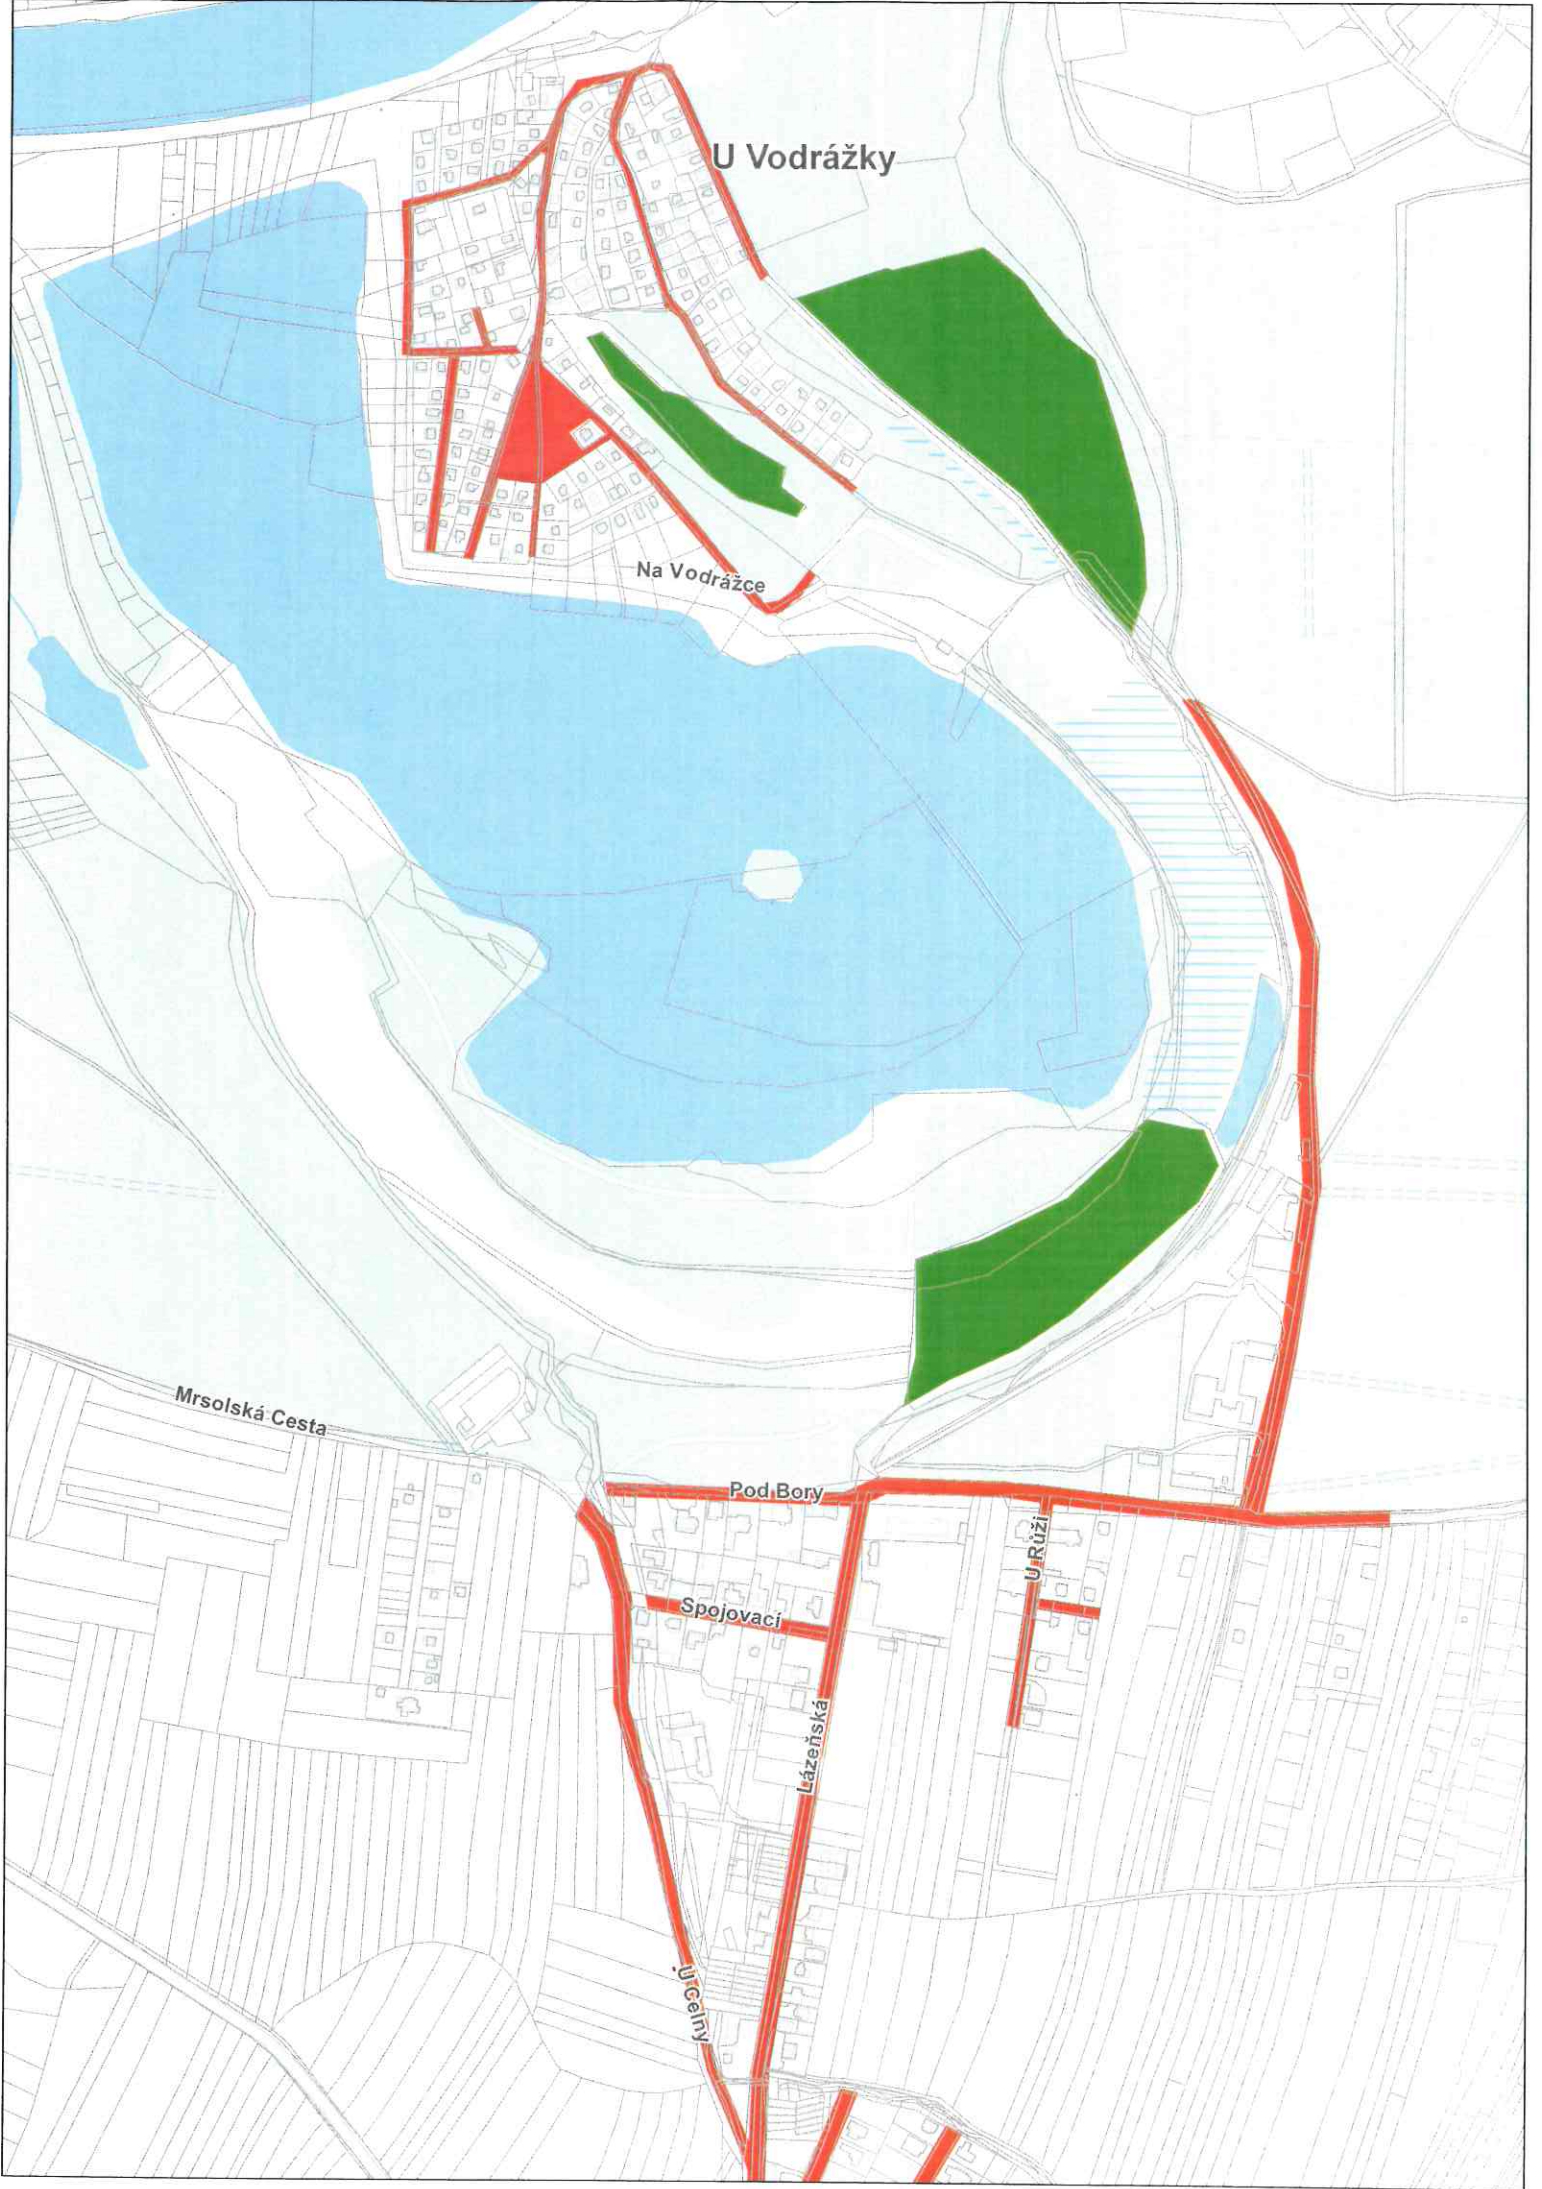 U Vodrážky
Na Vodrážce
Mrsolská Cesta
Pod Bory
U Růži
Spojovací
Lázeňská
U Celny